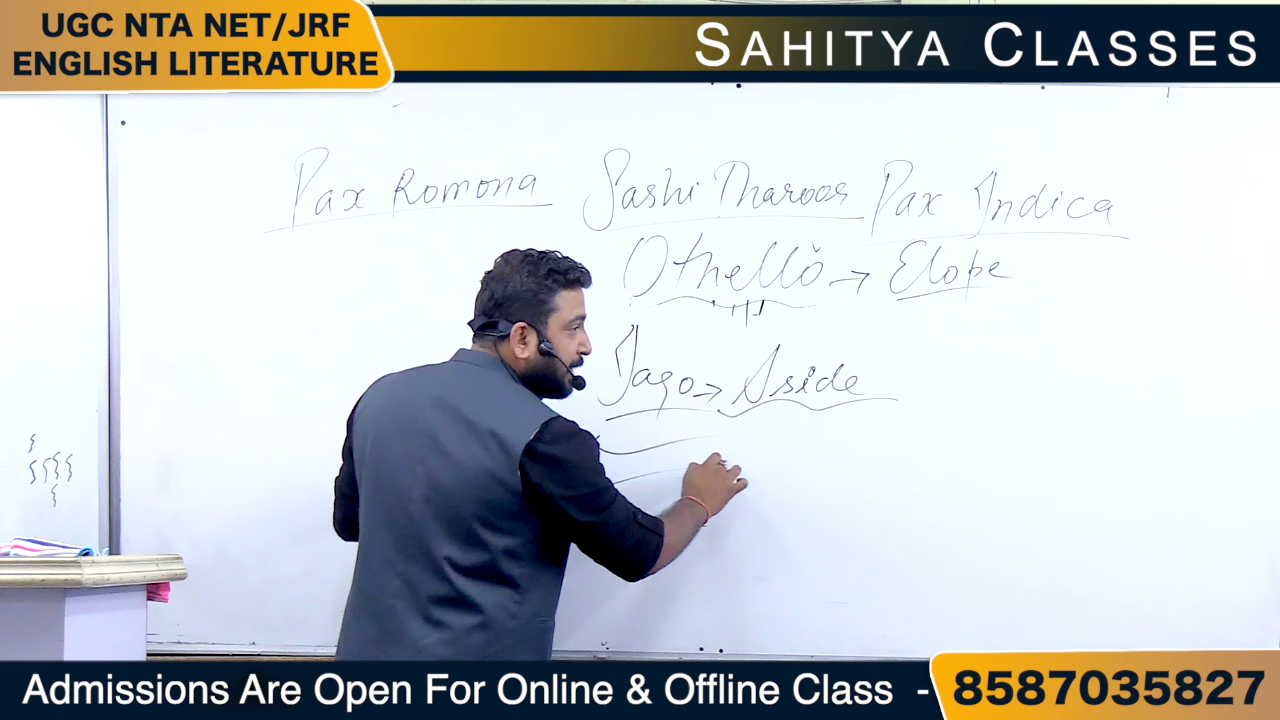 UGC NTA NET/JRF
ENGLISH LITERATURE
SAHITYA CLASSES
Pax Romona Sashi Tharoor Pax Indica
Othello → Elope
Iago → Aside
Admissions Are Open For Online & Offline Class - 8587035827